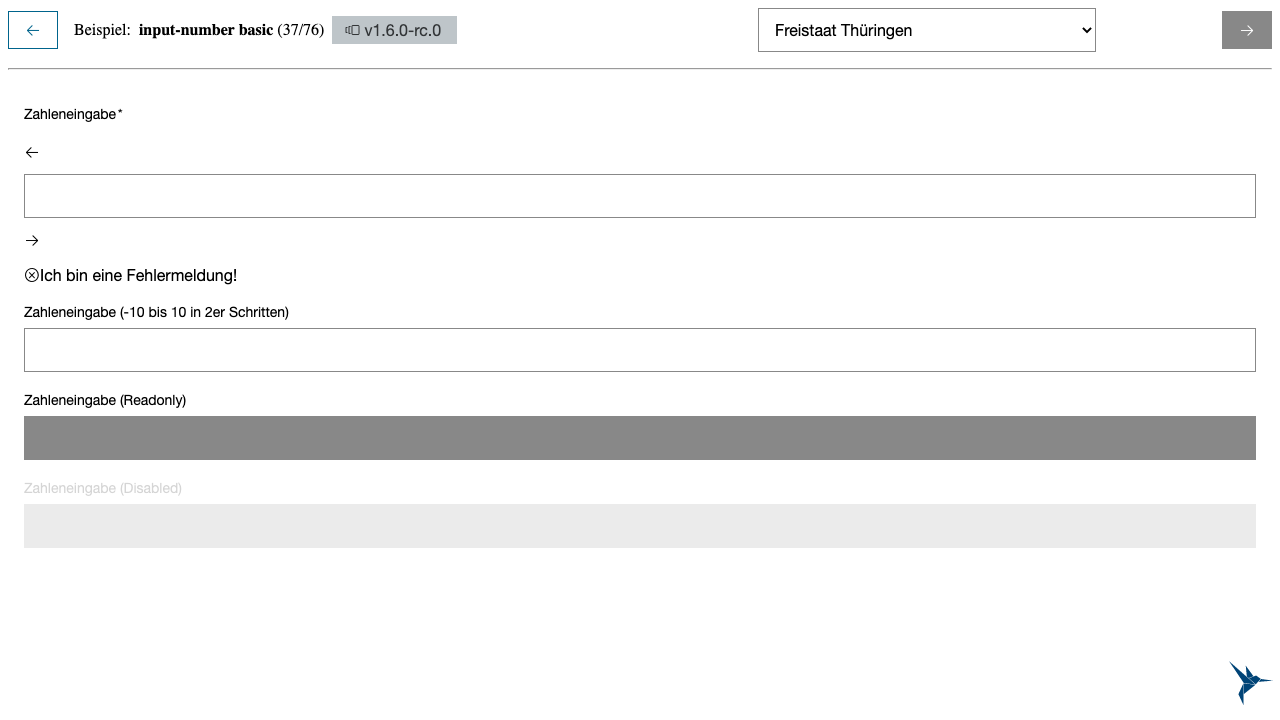 Beispiel: input-number basic (37/76) v1.6.0-rc.0 Freistaat Thüringen
Zahleneingabe*
Ich bin eine Fehlermeldung!
Zahleneingabe (-10 bis 10 in 2er Schritten)
Zahleneingabe (Readonly)
Zahleneingabe (Disabled)